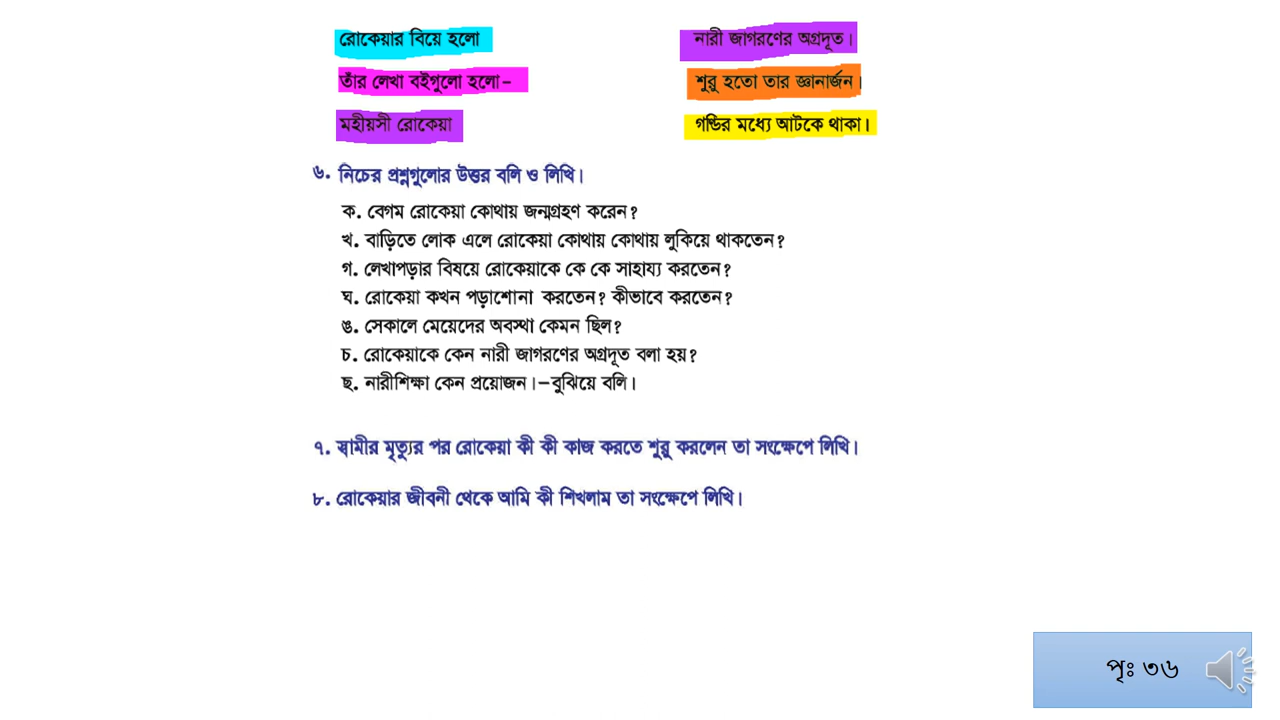 রোকেয়ার বিয়ে হলো
নারী জাগরণের অগ্রদূত।
তাঁর লেখা বইগুলো হলো-
শুরু হতো তার জ্ঞানার্জন।
মহীয়সী রোকেয়া
গন্ডির মধ্যে আটকে থাকা।
৬. নিচের প্রশ্নগুলোর উত্তর বলি ও লিখি।
ক. বেগম রোকেয়া কোথায় জন্মগ্রহণ করেন?
খ. বাড়িতে লোক এলে রোকেয়া কোথায় কোথায় লুকিয়ে থাকতেন?
গ. লেখাপড়ার বিষয়ে রোকেয়াকে কে কে সাহায্য করতেন?
ঘ. রোকেয়া কখন পড়াশোনা করতেন? কীভাবে করতেন?
ঙ. সেকালে মেয়েদের অবস্থা কেমন ছিল?
চ. রোকেয়াকে কেন নারী জাগরণের অগ্রদূত বলা হয়?
ছ. নারীশিক্ষা কেন প্রয়োজন।–বুঝিয়ে বলি।
৭. স্বামীর মৃত্যুর পর রোকেয়া কী কী কাজ করতে শুরু করলেন তা সংক্ষেপে লিখি।
৮. রোকেয়ার জীবনী থেকে আমি কী শিখলাম তা সংক্ষেপে লিখি।
পৃঃ ৩৬